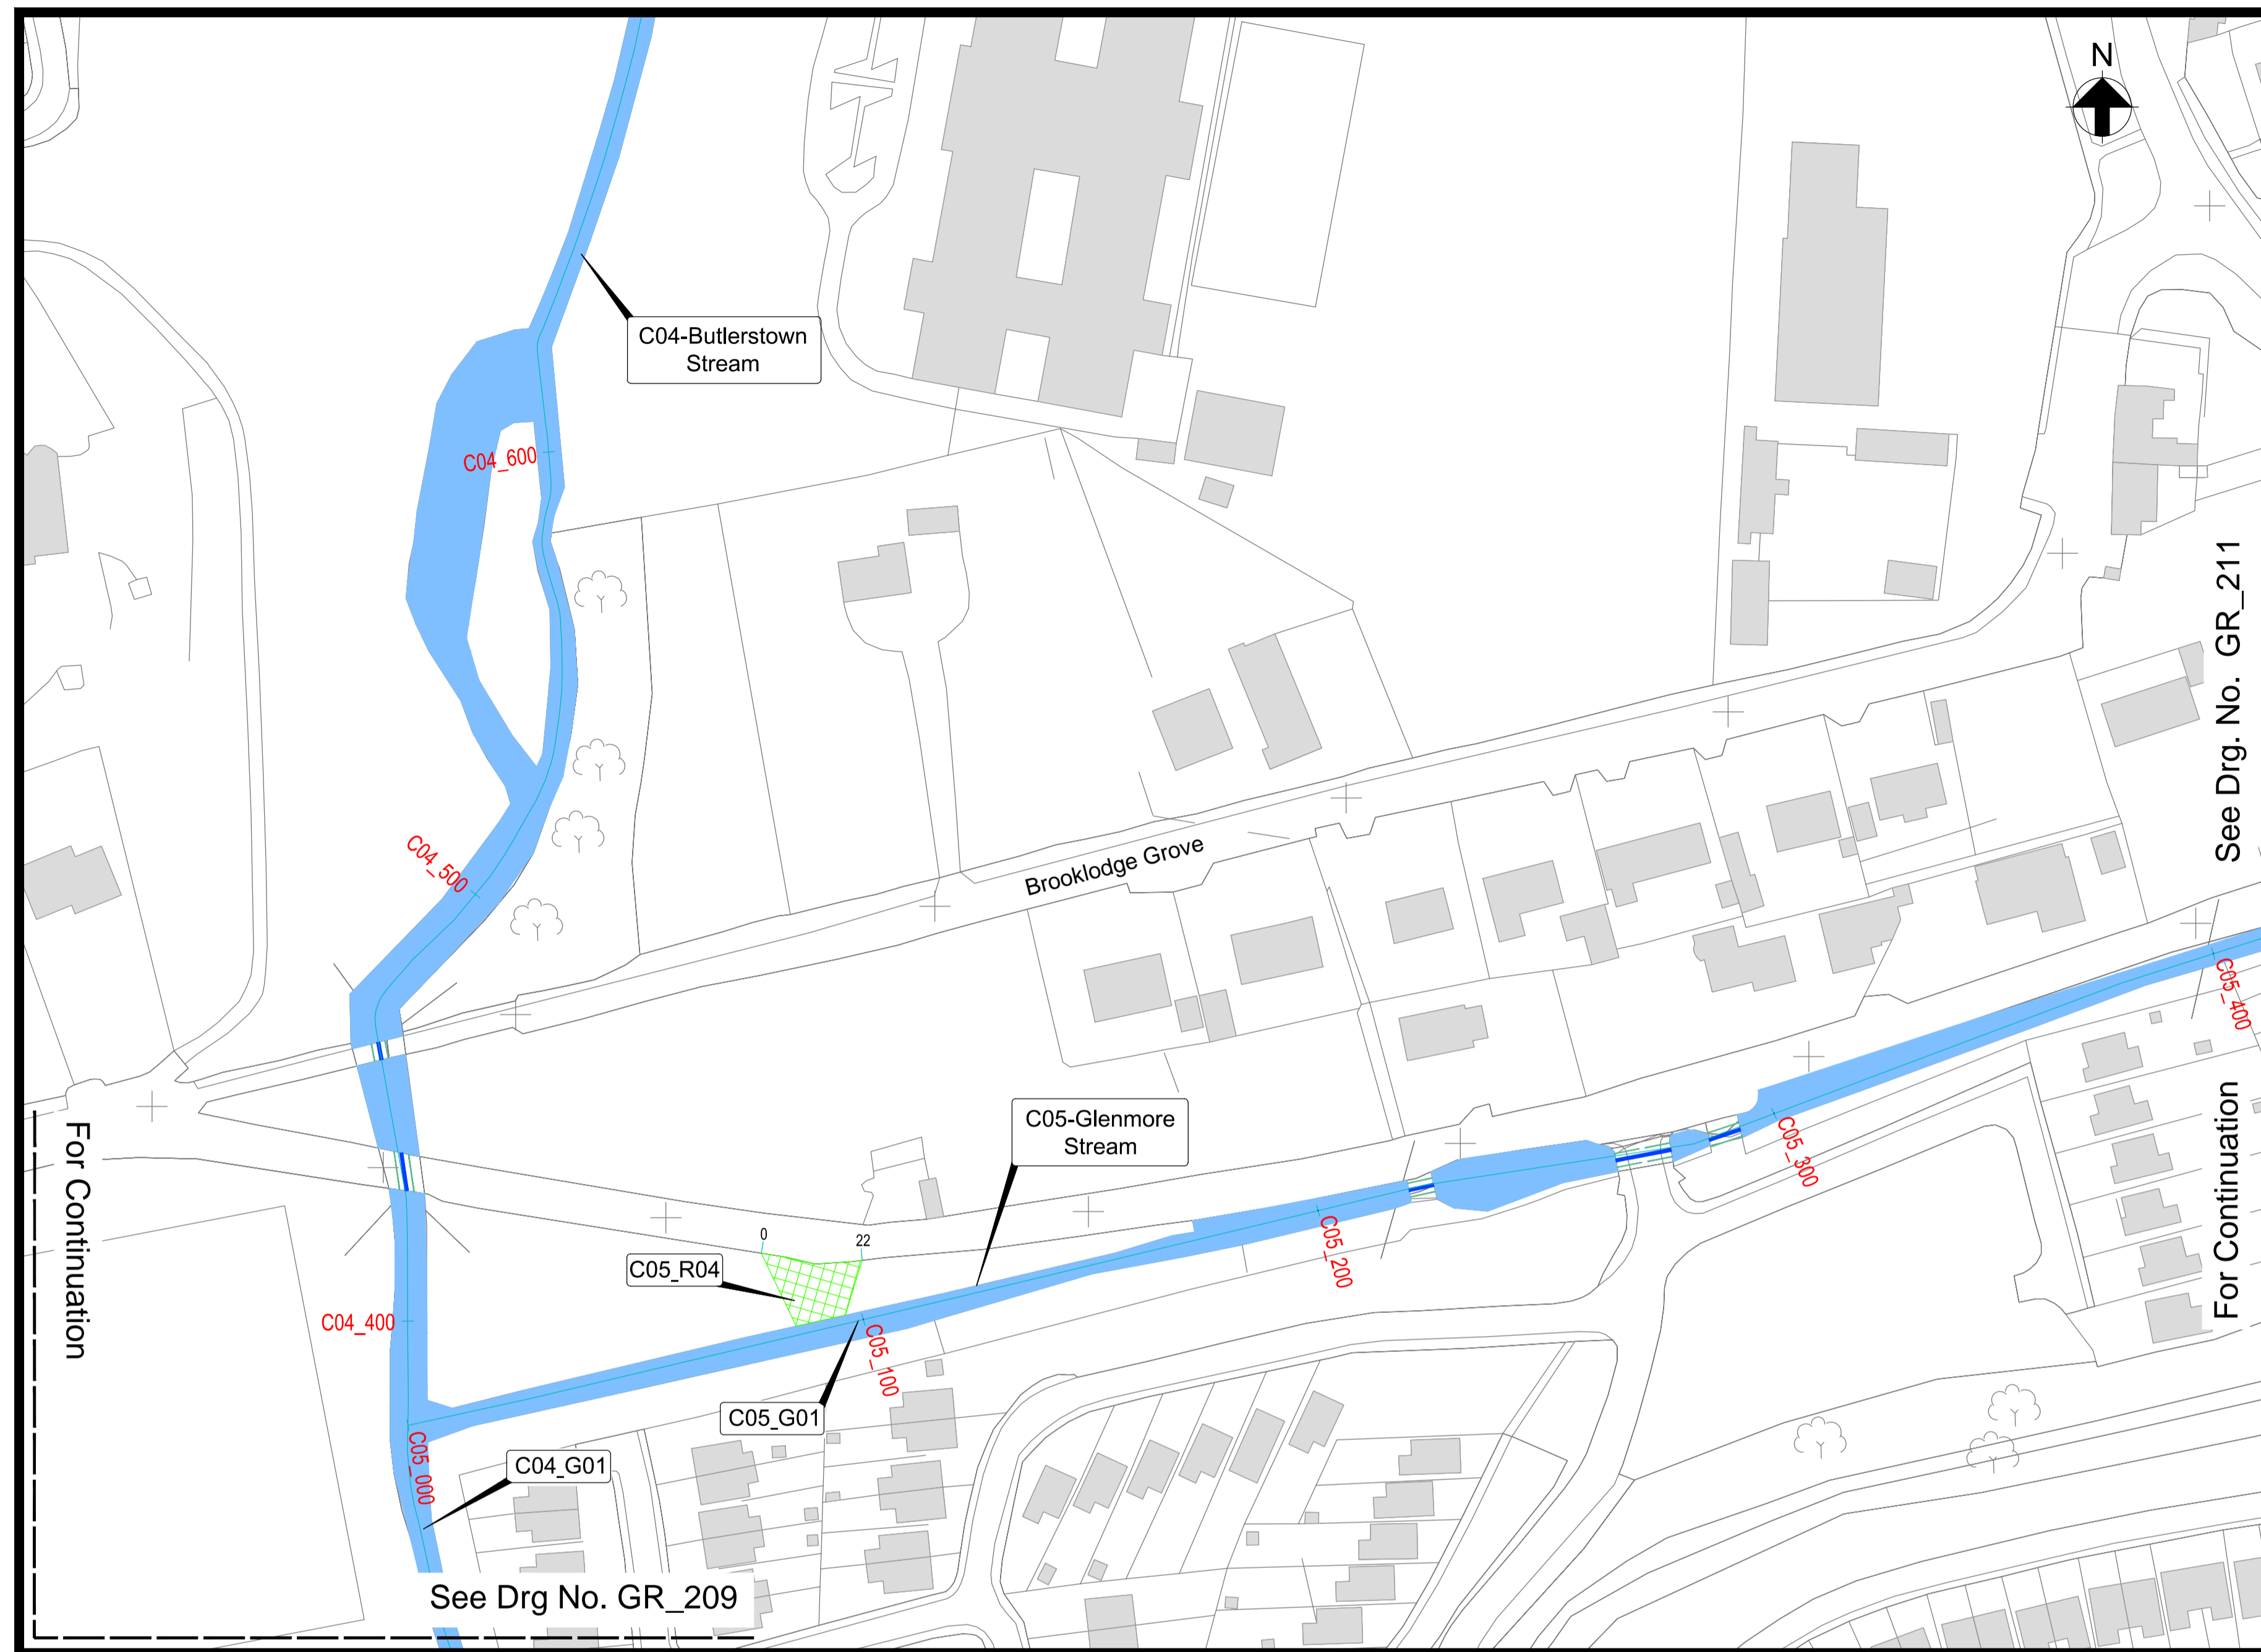 N
C04-Butlerstown
Stream
C04_600
See Drg. No. GR_211
C04_500
Brooklodge Grove
C05_400
For Continuation
For Continuation
C05-Glenmore
Stream
C05_300
C05_200
0
22
C05_R04
C04_400
C05_100
C05_G01
C05_000
C04_G01
See Drg No. GR_209